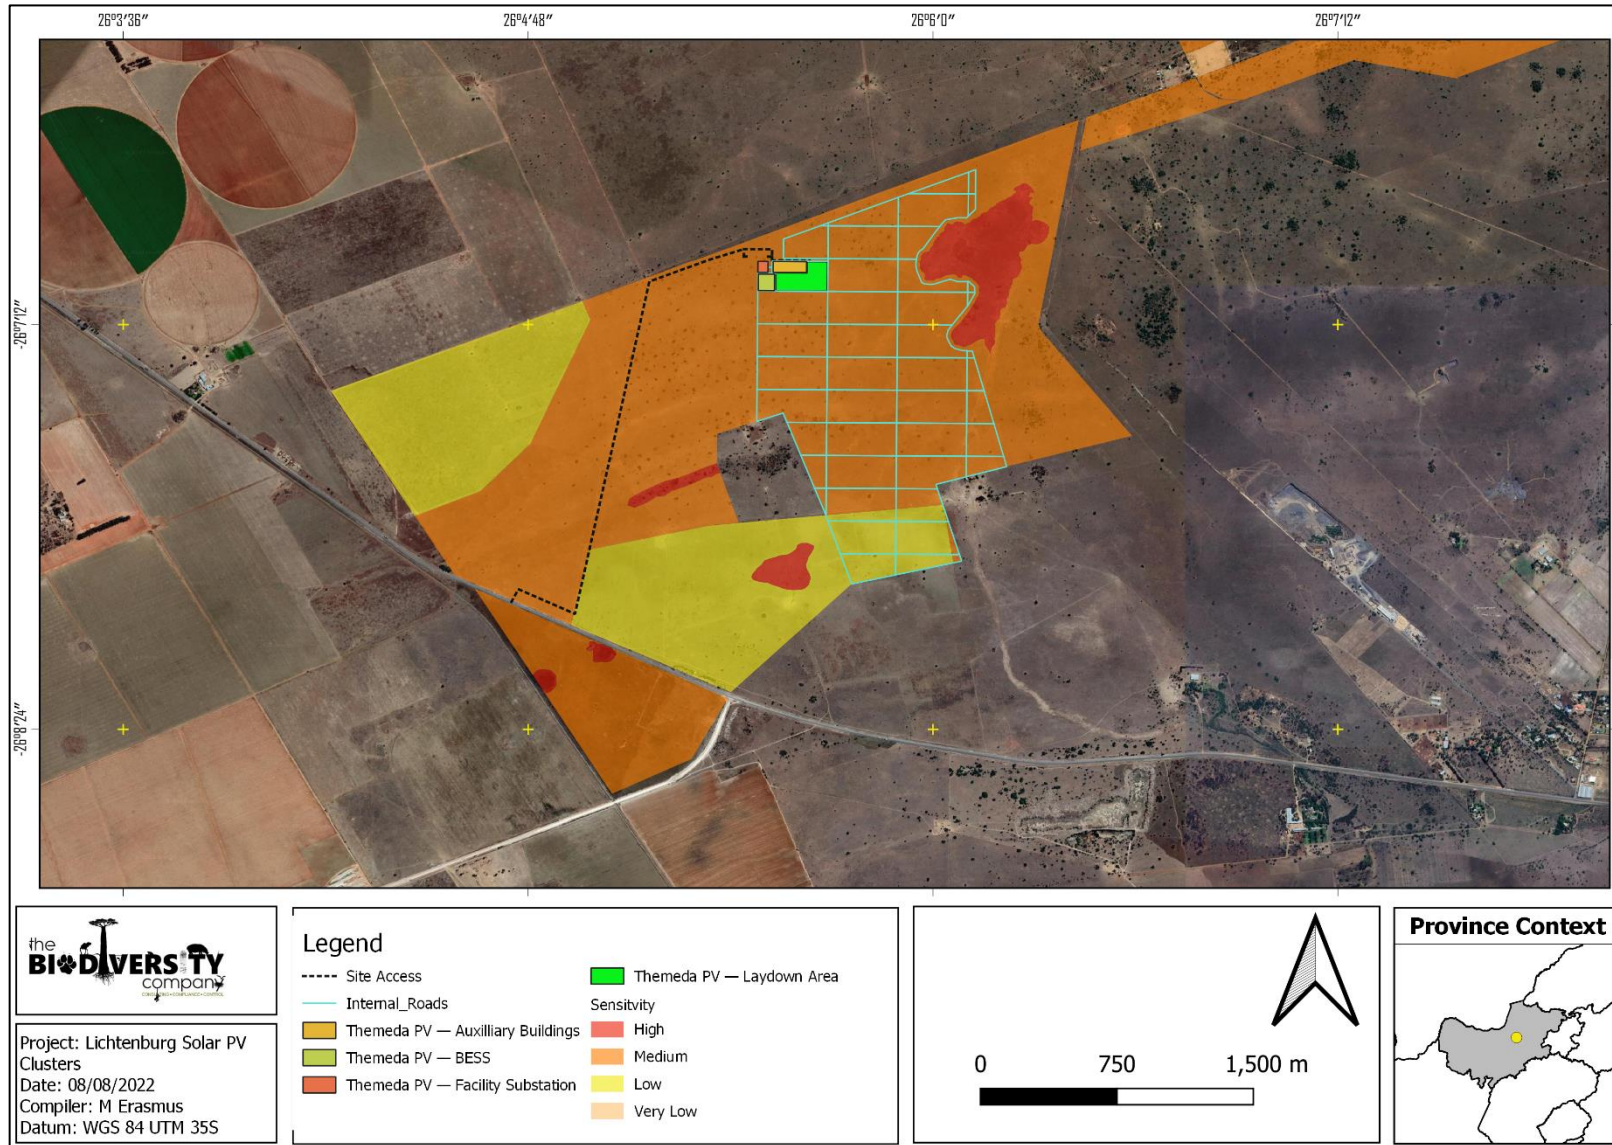 26°3'36" 26°4'48" 26°6'0" 26°7'12"
-26°7'12"
-26°8'24"
the
BIODIVERSITY
company
CONSULTING•COMPLIANCE•CONTROL
Project: Lichtenburg Solar PV
Clusters
Date: 08/08/2022
Compiler: M Erasmus
Datum: WGS 84 UTM 35S
Legend
Site Access
Internal_Roads
Themeda PV — Auxilliary Buildings
Themeda PV — BESS
Themeda PV — Facility Substation
Themeda PV — Laydown Area
Sensitvity
High
Medium
Low
Very Low
0 750 1,500 m
Province Context